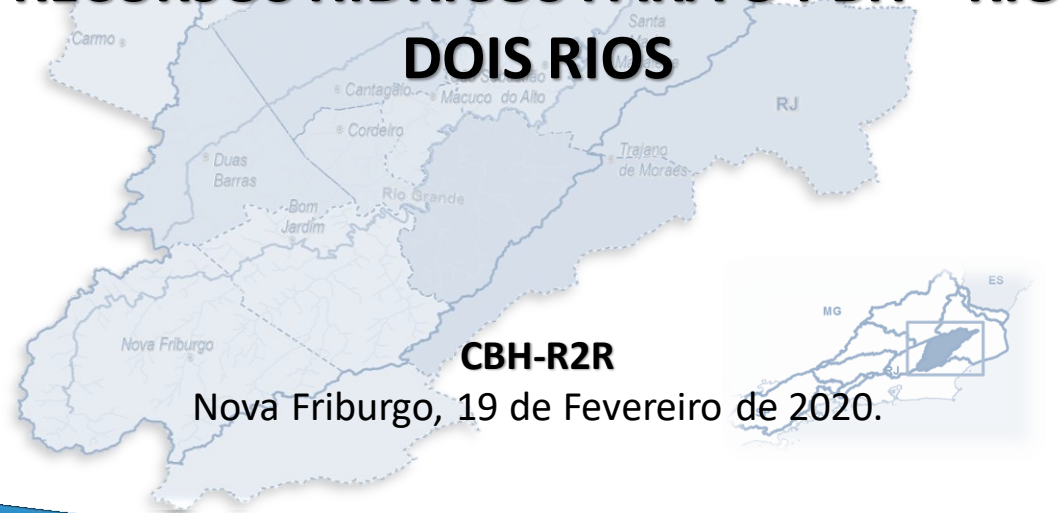 DOIS RIOS
Santa
Carmo
Cantagalo
Macuco do Alto
RJ
Cordeiro
Trajano
de Moraes
Duas
Barras
Rio Grande
Bom
Jardim
ES
MG
Nova Friburgo
RJ
CBH-R2R
Nova Friburgo, 19 de Fevereiro de 2020.